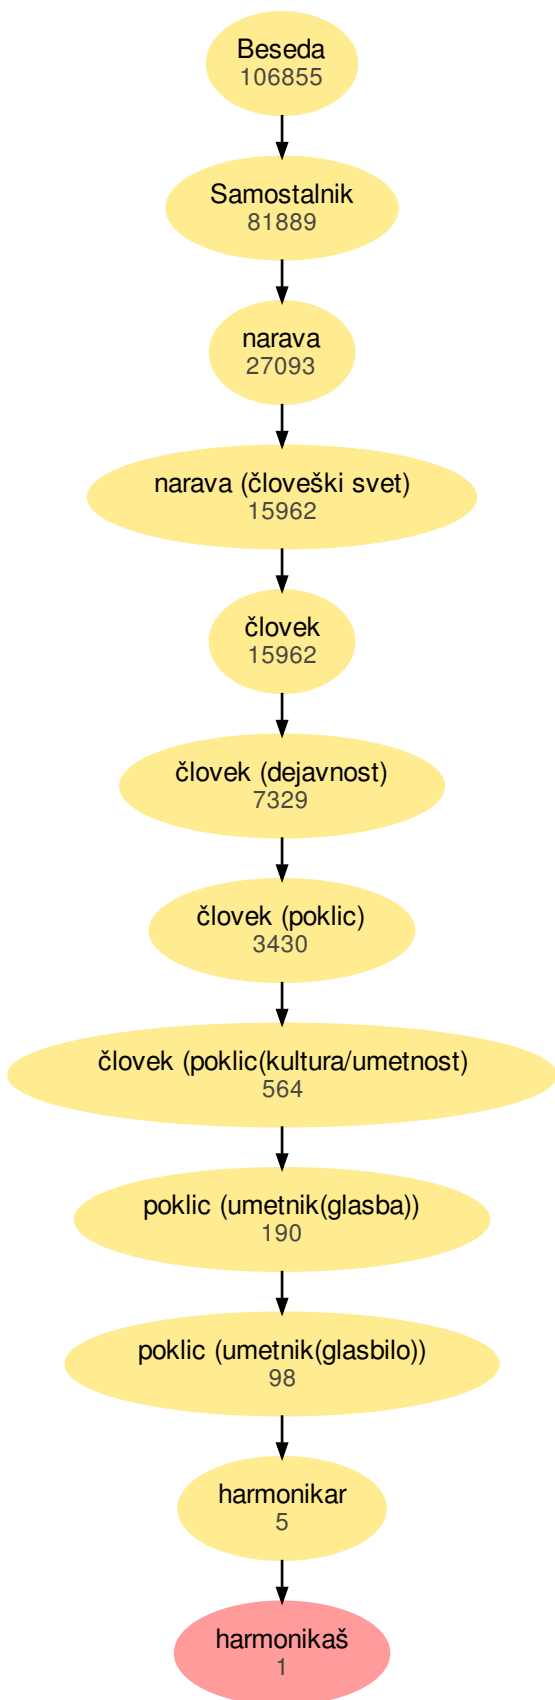 Beseda
106855
Samostalnik
81889
narava
27093
narava (človeški svet)
15962
človek
15962
človek (dejavnost)
7329
človek (poklic)
3430
človek (poklic(kultura/umetnost)
564
poklic (umetnik(glasba))
190
poklic (umetnik(glasbilo))
98
harmonikar
5
harmonikaš
1